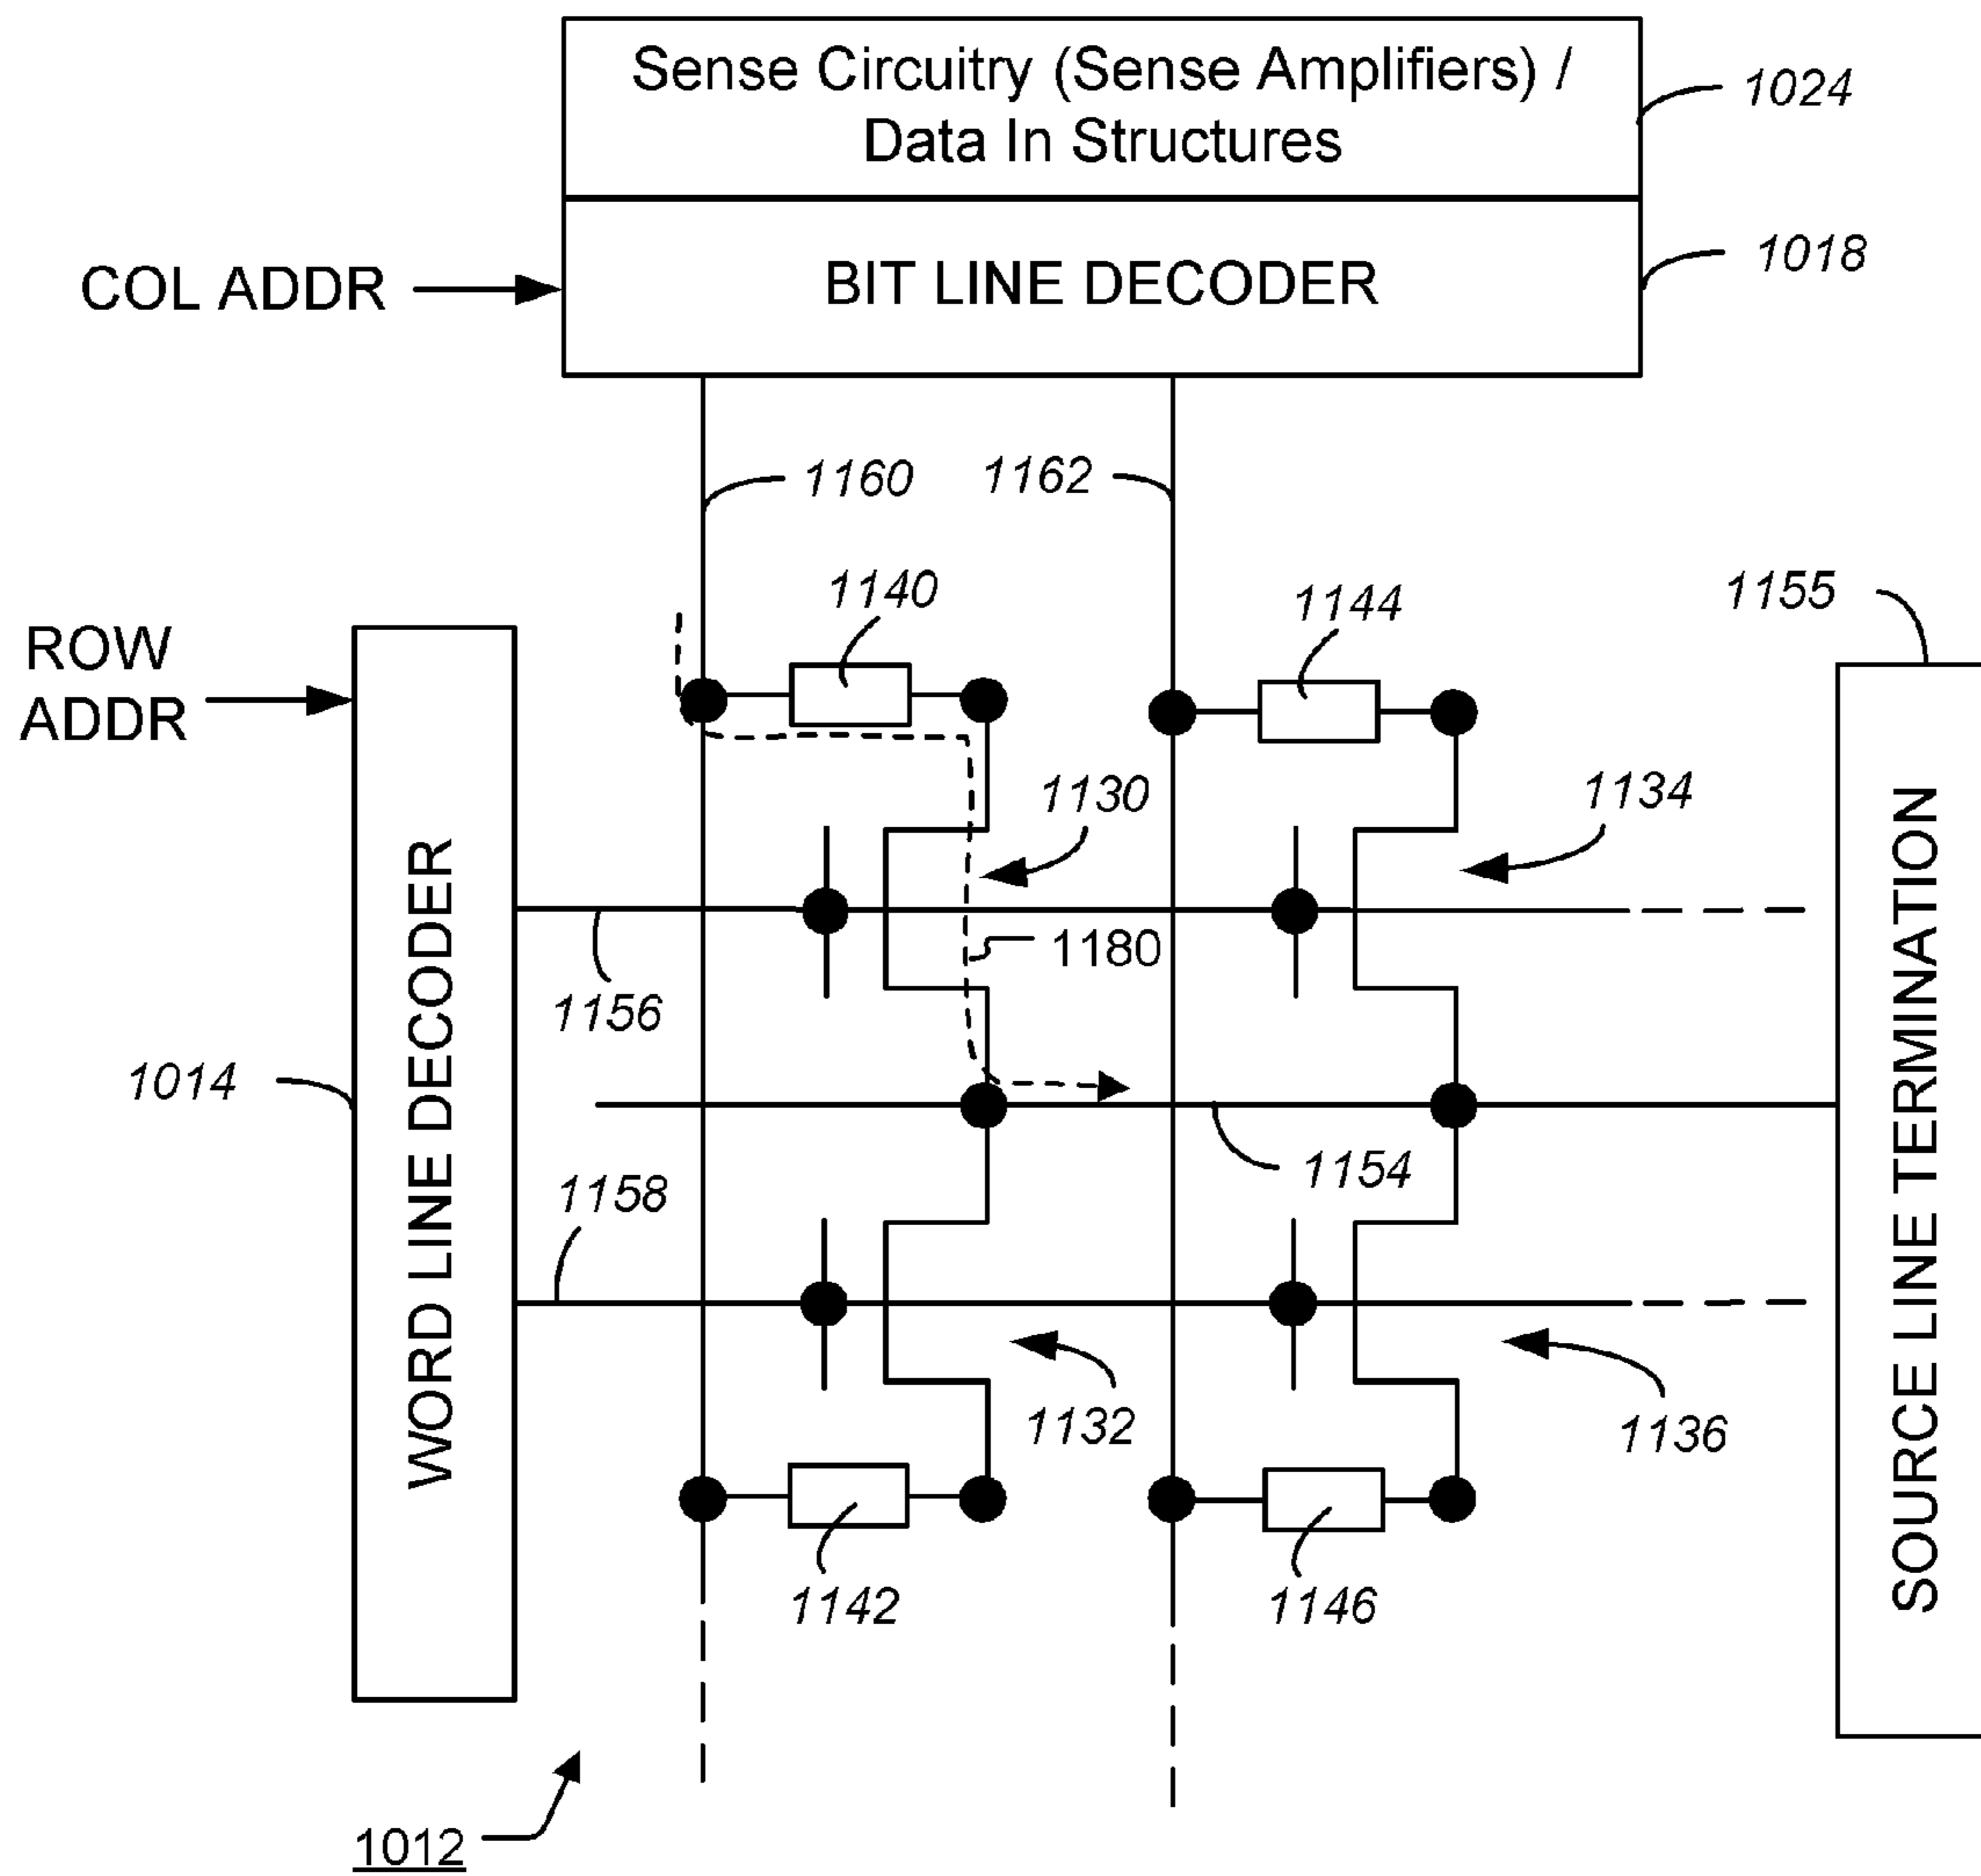 Sense Circuitry (Sense Amplifiers) /
Data In Structures
1024
COL ADDR
BIT LINE DECODER
1018
1160
1162
1140
1144
1155
ROW
ADDR
1130
1134
WORD LINE DECODER
1180
1156
SOURCE LINE TERMINATION
1014
1154
1158
1132
1136
1142
1146
1012